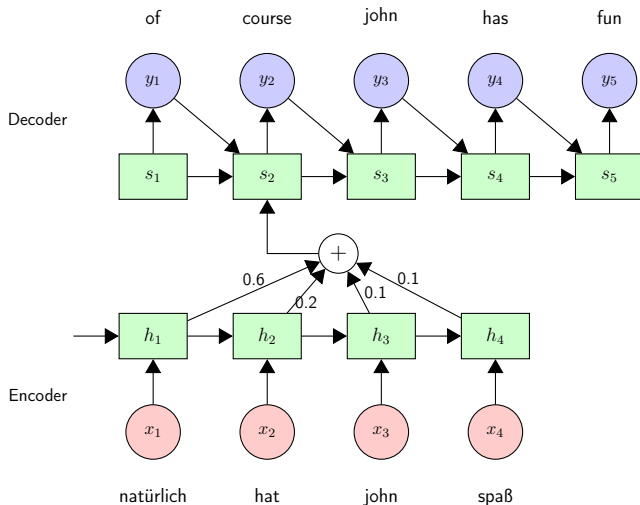 of course john has fun
y1 y2 y3 y4 y5
Decoder
s1 s2 s3 s4 s5
+
0.6 0.2 0.1 0.1
h1 h2 h3 h4
Encoder
x1 x2 x3 x4
natürlich hat john spaß